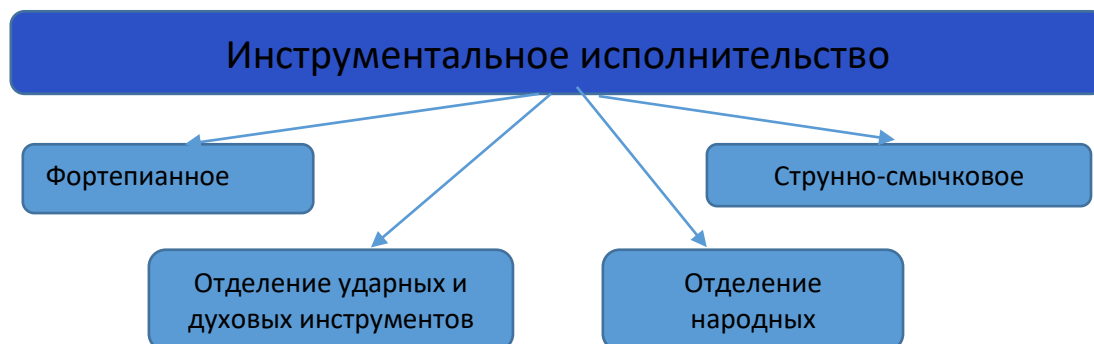 Инструментальное исполнительство
Фортепианное
Струнно-смычковое
Отделение ударных и
духовых инструментов
Отделение
народных